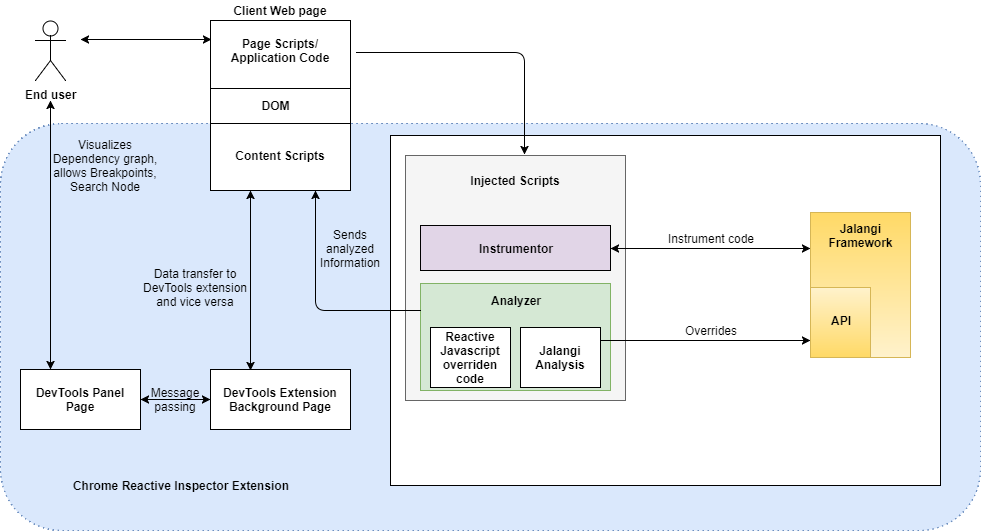 Client Web page
Page Scripts/
Application Code
End user
DOM
Content Scripts
Visualizes
Dependency graph,
allows Breakpoints,
Search Node
Injected Scripts
Instrumentor
Instrument code
Jalangi
Framework
Sends
analyzed
Information
Data transfer to
DevTools extension
and vice versa
Analyzer
Reactive
Javascript
overriden
code
Jalangi
Analysis
Overrides
API
DevTools Panel
Page
Message
passing
DevTools Extension
Background Page
Chrome Reactive Inspector Extension